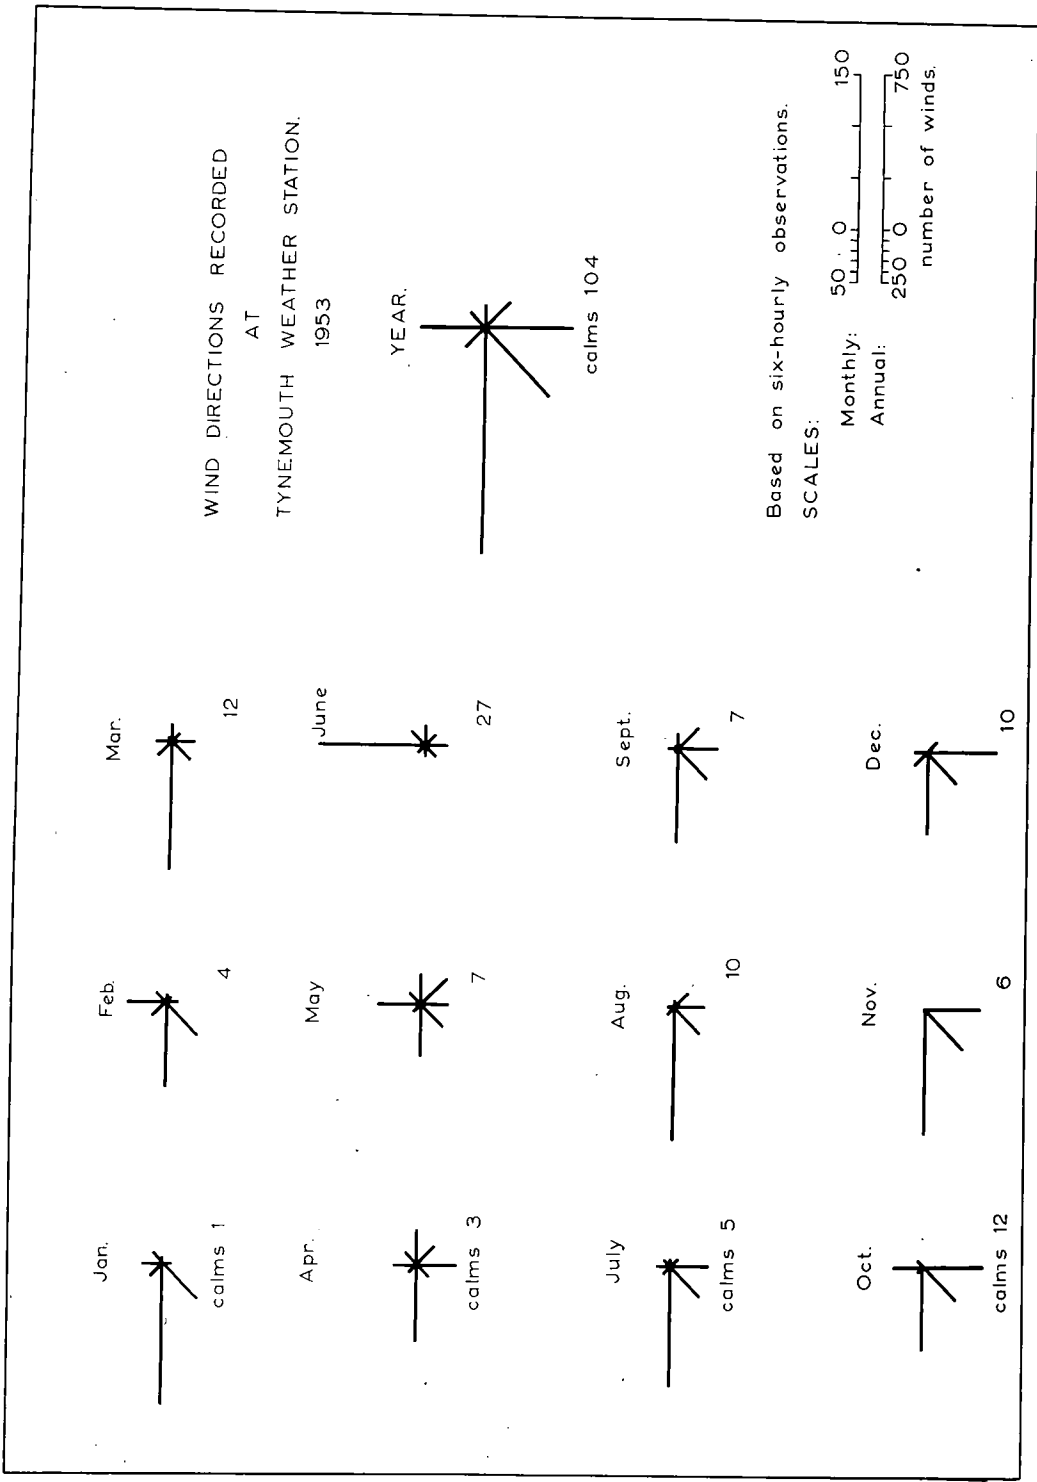 WIND DIRECTIONS RECORDED
AT
TYNEMOUTH WEATHER STATION.
1953
Jan.
calms 1
Feb.
4
Mar.
12
Apr.
calms 3
May
7
June
27
July
calms 5
Aug.
10
Sept.
7
Oct.
calms 12
Nov.
6
Dec.
10
YEAR.
calms 104
Based on six-hourly observations.
SCALES:
Monthly: 50 0 150
Annual: 250 0 750
number of winds.